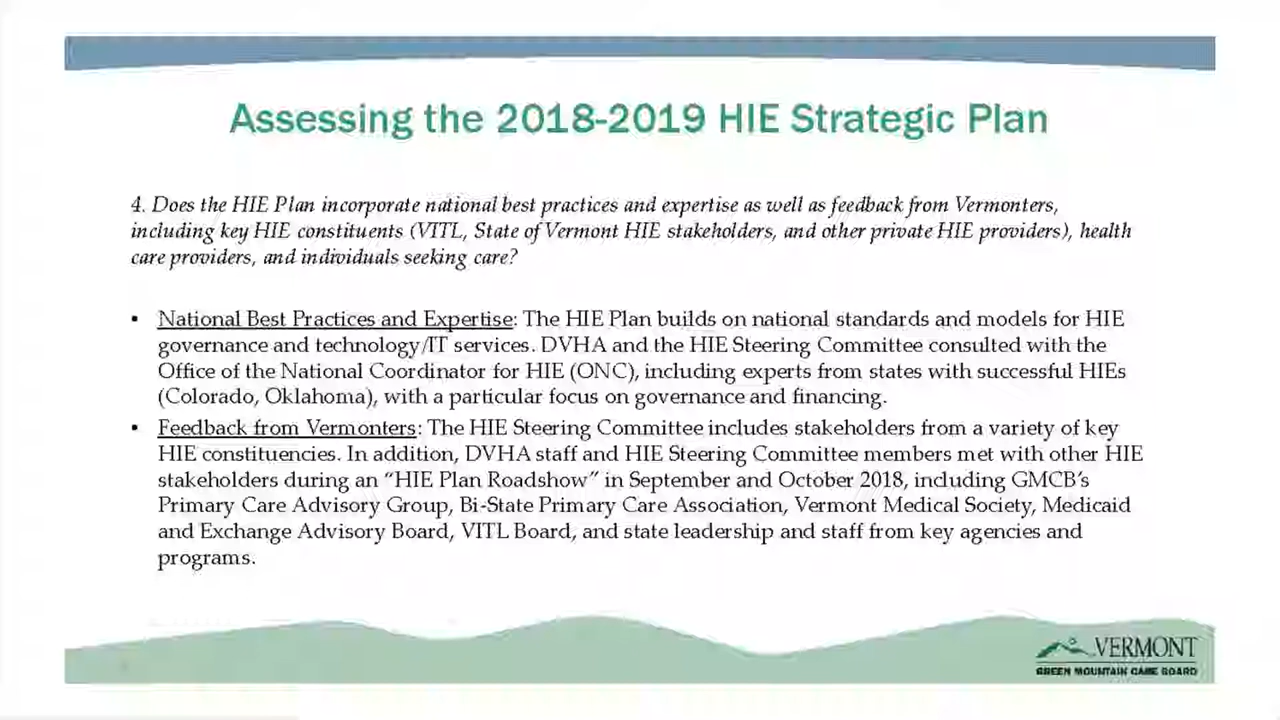 Assessing the 2018-2019 HIE Strategic Plan
4. Does the HIE Plan incorporate national best practices and expertise as well as feedback from Vermonters,
including key HIE constituents (VITL, State of Vermont HIE stakeholders, and other private HIE providers), health
care providers, and individuals seeking care?
• National Best Practices and Expertise: The HIE Plan builds on national standards and models for HIE
governance and technology/IT services. DVHA and the HIE Steering Committee consulted with the
Office of the National Coordinator for HIE (ONC), including experts from states with successful HIEs
(Colorado, Oklahoma), with a particular focus on governance and financing.
• Feedback from Vermonters: The HIE Steering Committee includes stakeholders from a variety of key
HIE constituencies. In addition, DVHA staff and HIE Steering Committee members met with other HIE
stakeholders during an “HIE Plan Roadshow” in September and October 2018, including GMCB’s
Primary Care Advisory Group, Bi-State Primary Care Association, Vermont Medical Society, Medicaid
and Exchange Advisory Board, VITL Board, and state leadership and staff from key agencies and
programs.
VERMONT
GREEN MOUNTAIN CARE BOARD